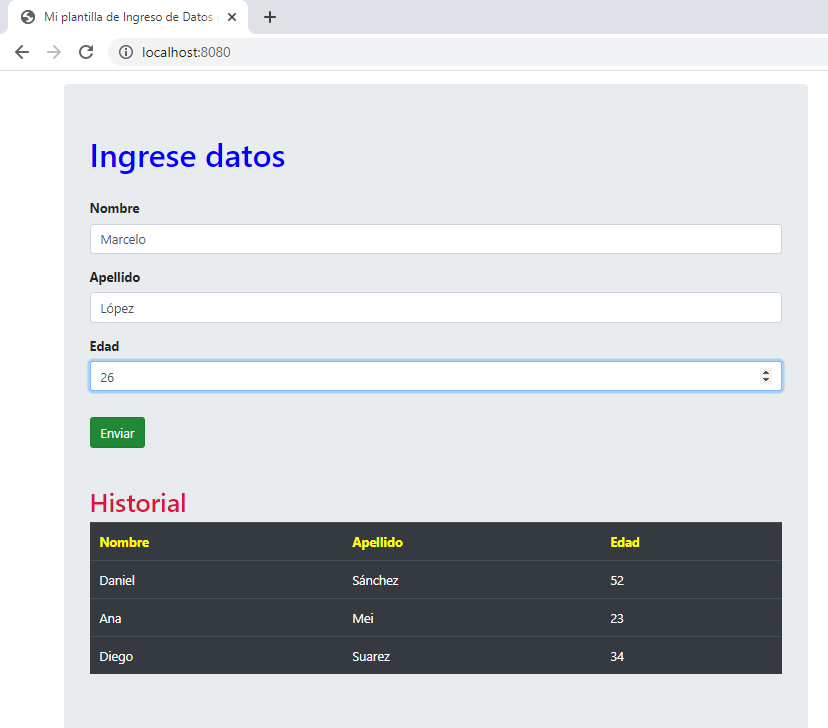 Mi plantilla de Ingreso de Datos
localhost:8080
Ingrese datos
Nombre
Marcelo
Apellido
López
Edad
26
Enviar
Historial
Nombre Apellido Edad
Daniel Sánchez 52
Ana Mei 23
Diego Suarez 34